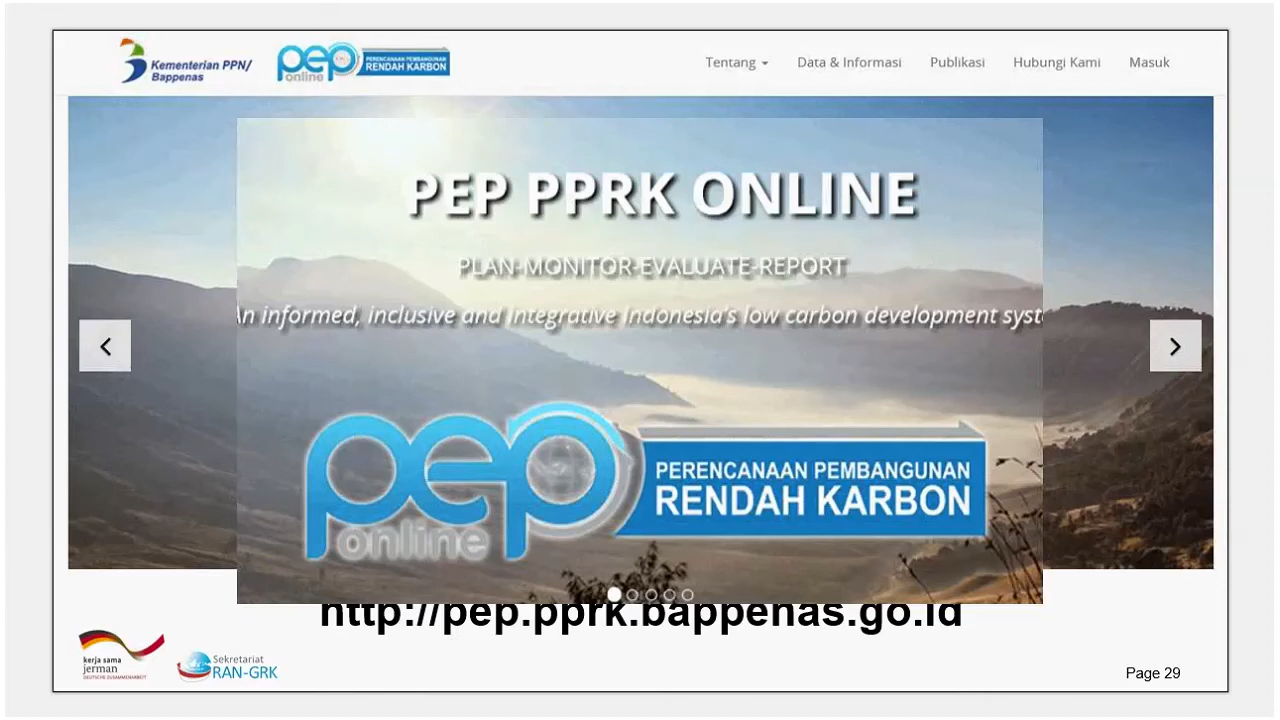 Kementerian PPN/
Bappenas
pep
online
PERENCANAAN PEMBANGUNAN
RENDAH KARBON
Tentang
Data & Informasi
Publikasi
Hubungi Kami
Masuk
PEP PPRK ONLINE
PLAN-MONITOR-EVALUATE-REPORT
An informed, inclusive and integrative Indonesia's low carbon development syst
pep
online
PERENCANAAN PEMBANGUNAN
RENDAH KARBON
http://pep.pprk.bappenas.go.id
kerja sama
jerman
DEUTSCHE ZUSAMMENARBEIT
Sekretariat
RAN-GRK
Page 29